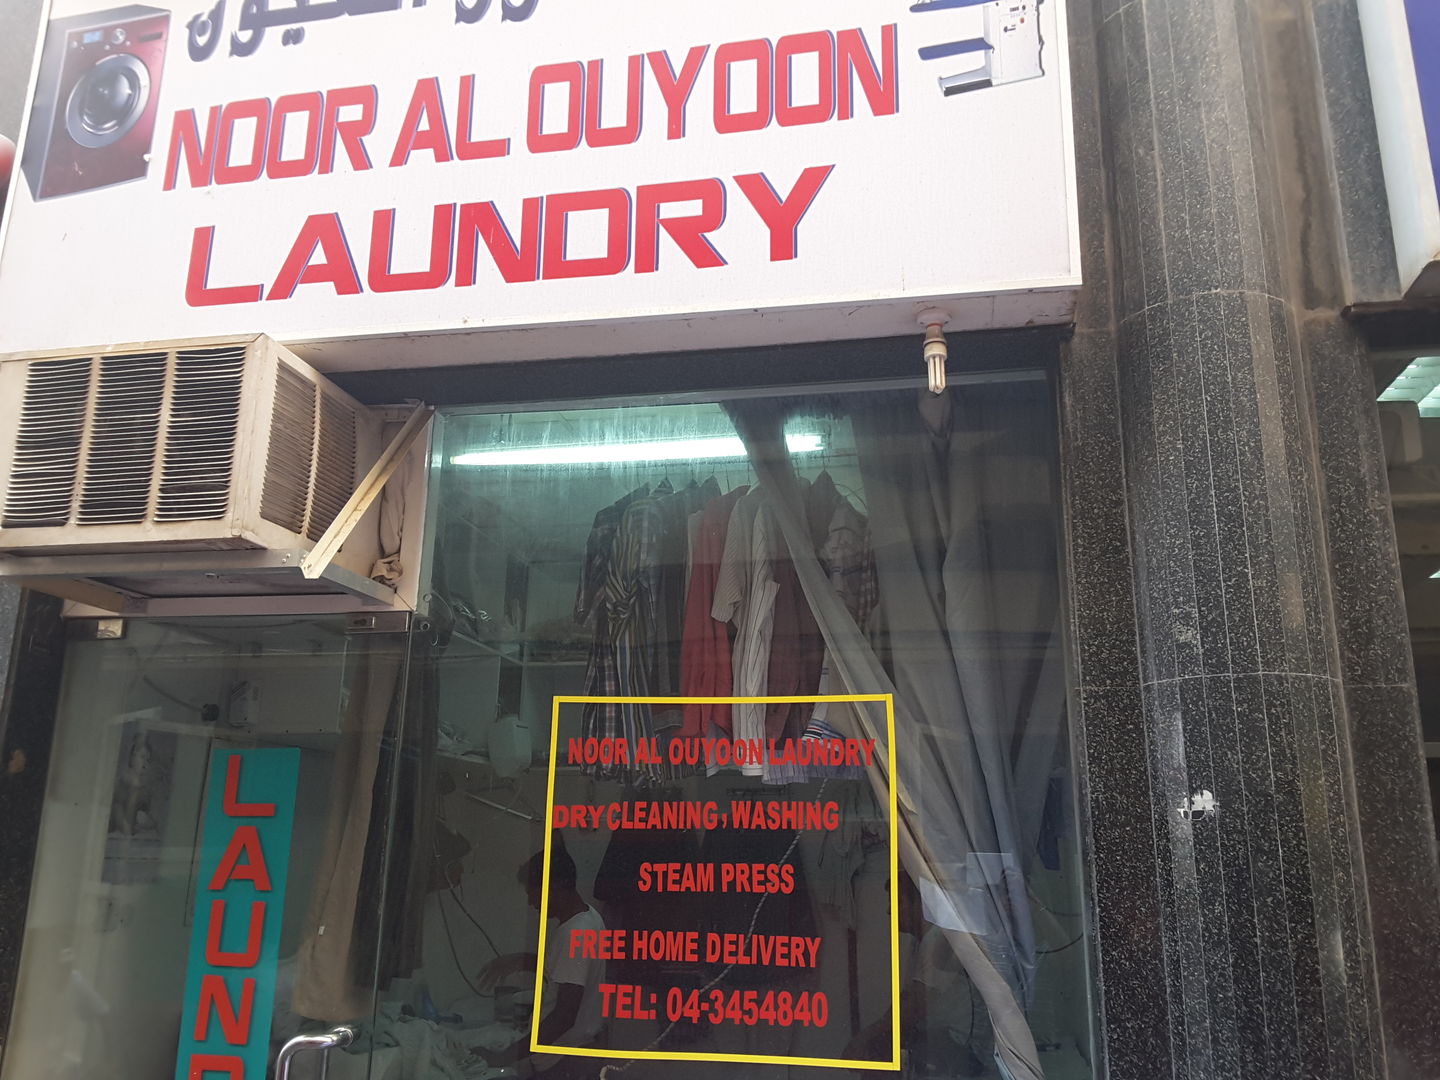 NOOR AL OUYOON
LAUNDRY
NOOR AL OUYOON LAUNDRY
DRY CLEANING, WASHING
STEAM PRESS
FREE HOME DELIVERY
TEL: 04-3454840
LAUND